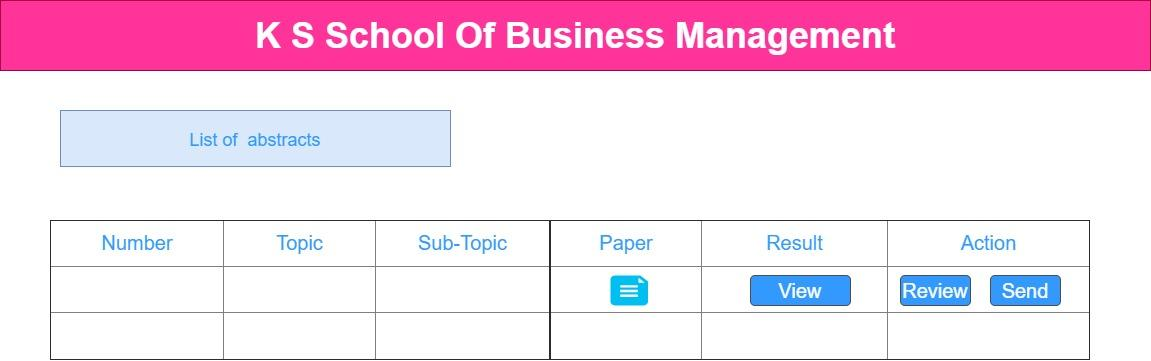 K S School Of Business Management
List of  abstracts
Number Topic Sub-Topic Paper Result Action
View Review Send